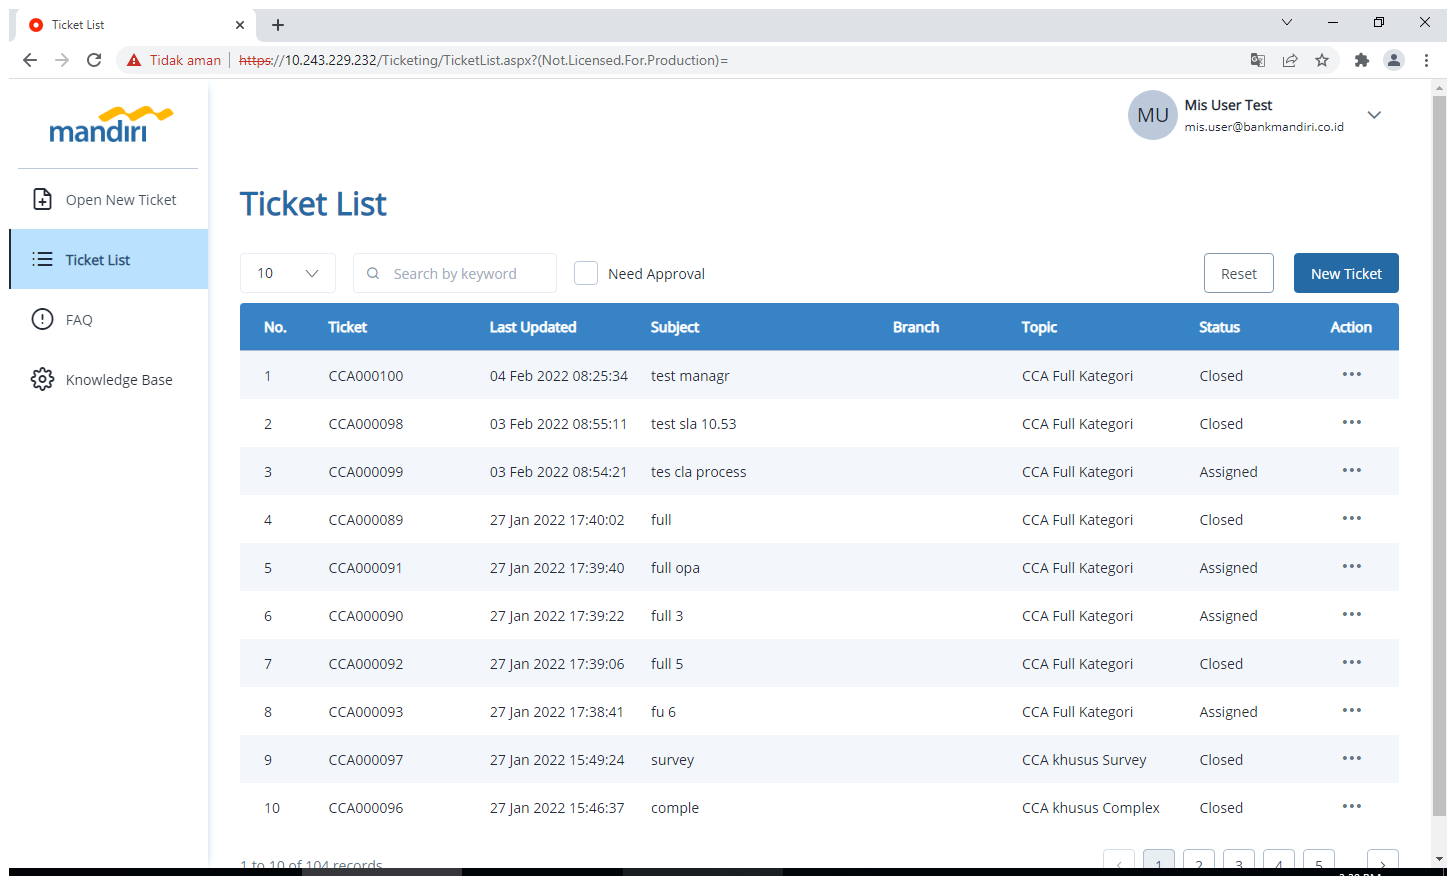 Ticket List
Tidak aman https://10.243.229.232/Ticketing/TicketList.aspx?(Not.Licensed.For.Production)=
mandiri
MU Mis User Test
mis.user@bankmandiri.co.id
Open New Ticket
Ticket List
FAQ
Knowledge Base
Ticket List
10 Search by keyword Need Approval Reset New Ticket
No. Ticket Last Updated Subject Branch Topic Status Action
1 CCA000100 04 Feb 2022 08:25:34 test managr CCA Full Kategori Closed •••
2 CCA000098 03 Feb 2022 08:55:11 test sla 10.53 CCA Full Kategori Closed •••
3 CCA000099 03 Feb 2022 08:54:21 tes cla process CCA Full Kategori Assigned •••
4 CCA000089 27 Jan 2022 17:40:02 full CCA Full Kategori Closed •••
5 CCA000091 27 Jan 2022 17:39:40 full opa CCA Full Kategori Assigned •••
6 CCA000090 27 Jan 2022 17:39:22 full 3 CCA Full Kategori Assigned •••
7 CCA000092 27 Jan 2022 17:39:06 full 5 CCA Full Kategori Closed •••
8 CCA000093 27 Jan 2022 17:38:41 fu 6 CCA Full Kategori Assigned •••
9 CCA000097 27 Jan 2022 15:49:24 survey CCA khusus Survey Closed •••
10 CCA000096 27 Jan 2022 15:46:37 comple CCA khusus Complex Closed •••
1 to 10 of 104 records < 1 2 3 4 5 >